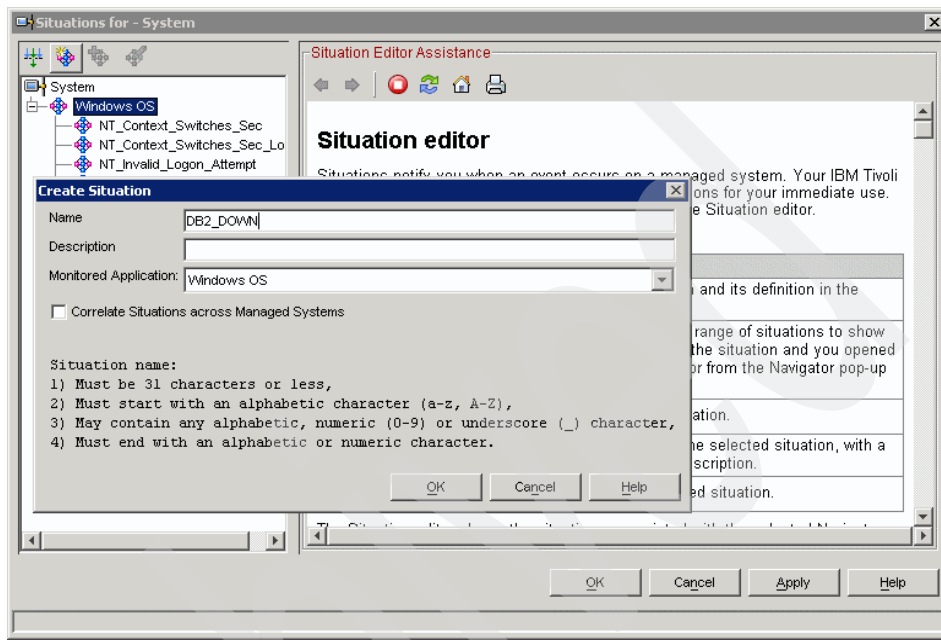 Situations for - System
System
Windows OS
NT_Context_Switches_Sec
NT_Context_Switches_Sec_Lo
NT_Invalid_Logon_Attempt
Situation Editor Assistance
Situation editor
Situations notify you when an event occurs on a managed system. Your IBM Tivoli
ons for your immediate use.
e Situation editor.
and its definition in the
range of situations to show
the situation and you opened
or from the Navigator pop-up
ation.
he selected situation, with a
scription.
ed situation.
Create Situation
Name
DB2_DOWN
Description
Monitored Application:
Windows OS
Correlate Situations across Managed Systems
Situation name:
1) Must be 31 characters or less,
2) Must start with an alphabetic character (a-z, A-Z),
3) May contain any alphabetic, numeric (0-9) or underscore (_) character,
4) Must end with an alphabetic or numeric character.
OK
Cancel
Help
OK
Cancel
Apply
Help